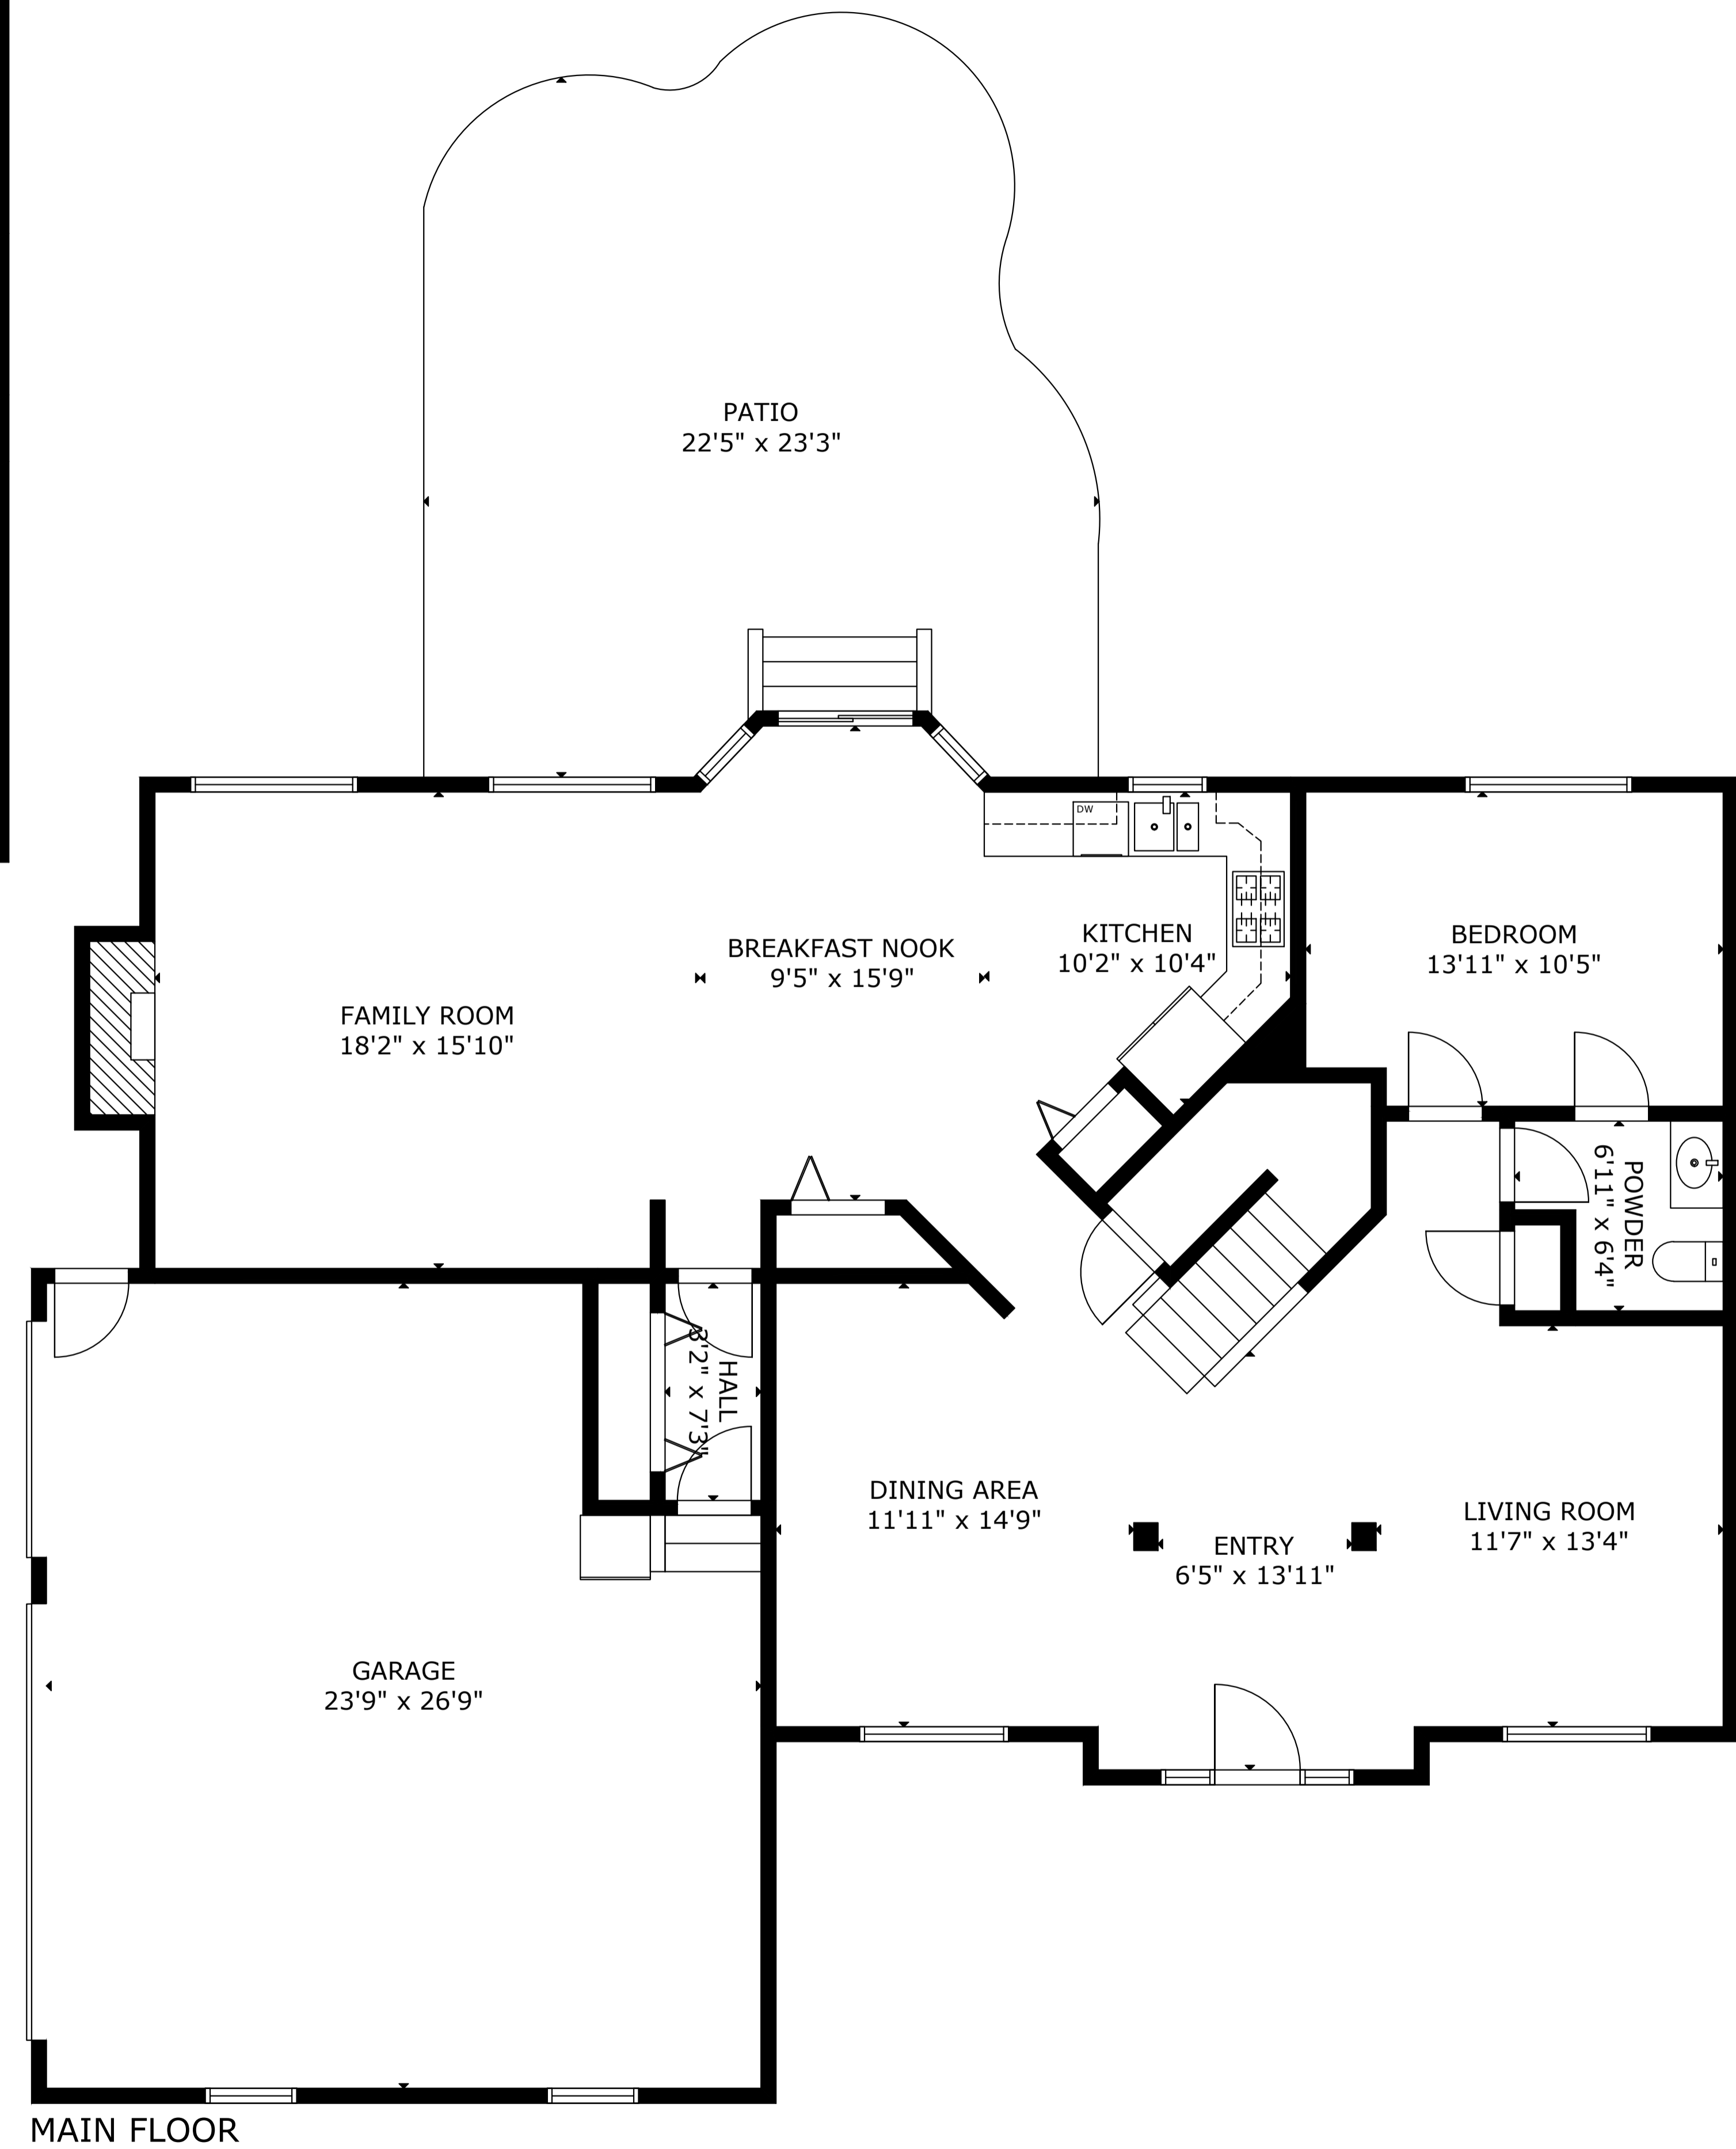 PATIO
22'5" x 23'3"
DW
KITCHEN
10'2" x 10'4"
BEDROOM
13'11" x 10'5"
BREAKFAST NOOK
9'5" x 15'9"
FAMILY ROOM
18'2" x 15'10"
POWDER
6'11" x 6'4"
HALL
3'2" x 7'3"
DINING AREA
11'11" x 14'9"
LIVING ROOM
11'7" x 13'4"
ENTRY
6'5" x 13'11"
GARAGE
23'9" x 26'9"
MAIN FLOOR